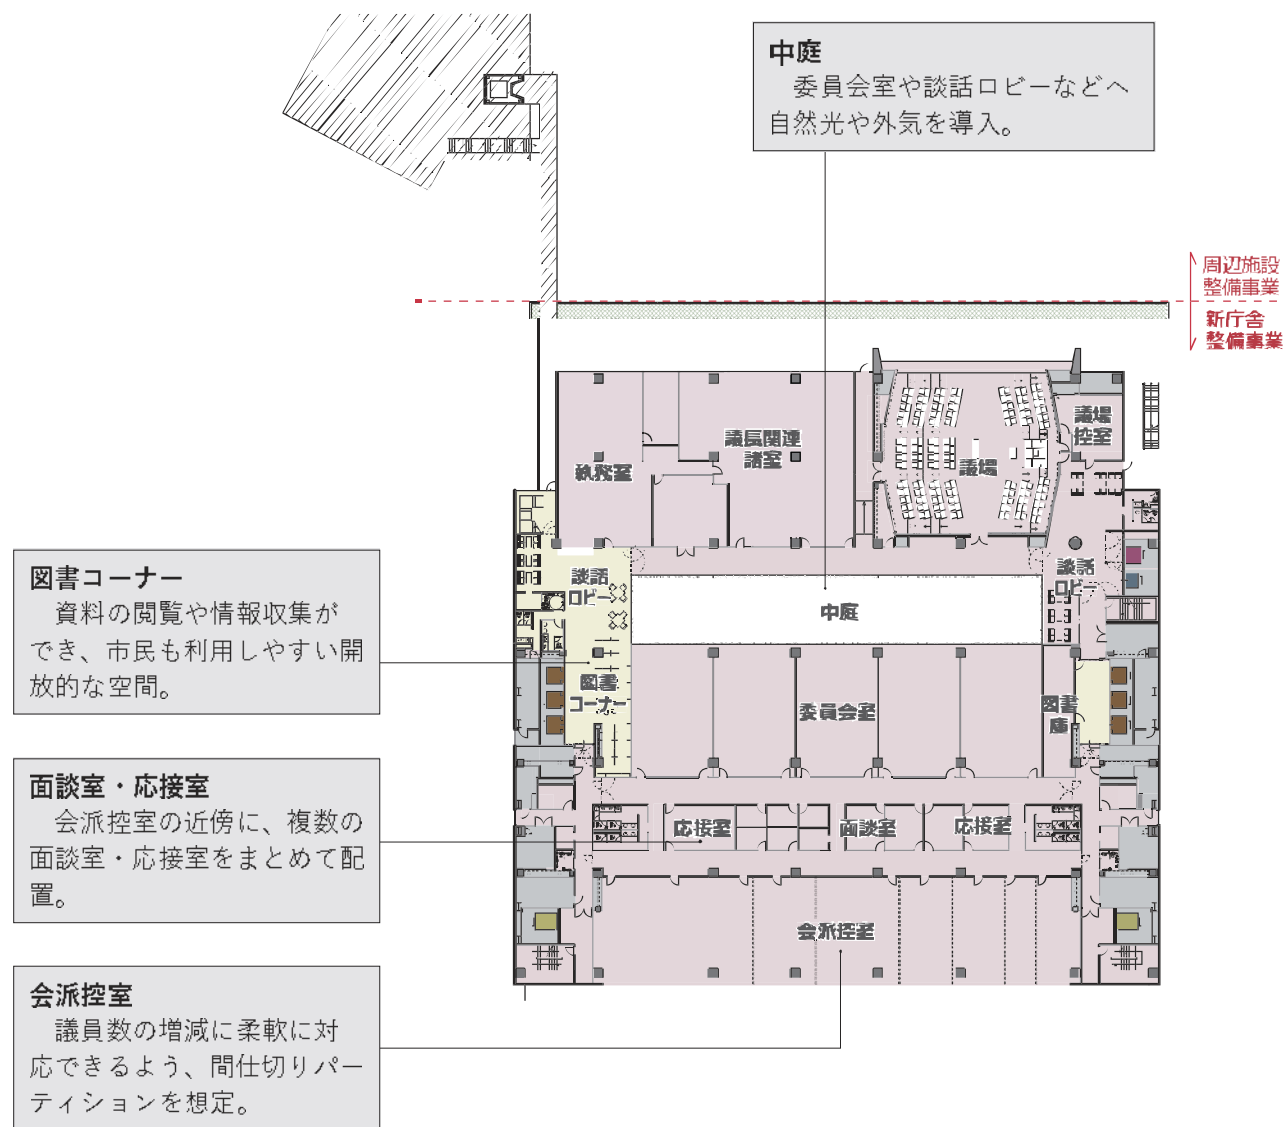 中庭
委員会室や談話ロビーなどへ
自然光や外気を導入。
周辺施設
整備事業
新庁舎
整備事業
議場
控室
議長関連
諸室
執務室
議場
談話
ロビー
談話
ロビー
中庭
図書コーナー
資料の閲覧や情報収集が
でき、市民も利用しやすい開
放的な空間。
図書
コーナー
委員会室
図書
庫
面談室・応接室
会派控室の近傍に、複数の
面談室・応接室をまとめて配
置。
応接室
面談室
応接室
会派控室
会派控室
議員数の増減に柔軟に対
応できるよう、間仕切りパー
ティションを想定。